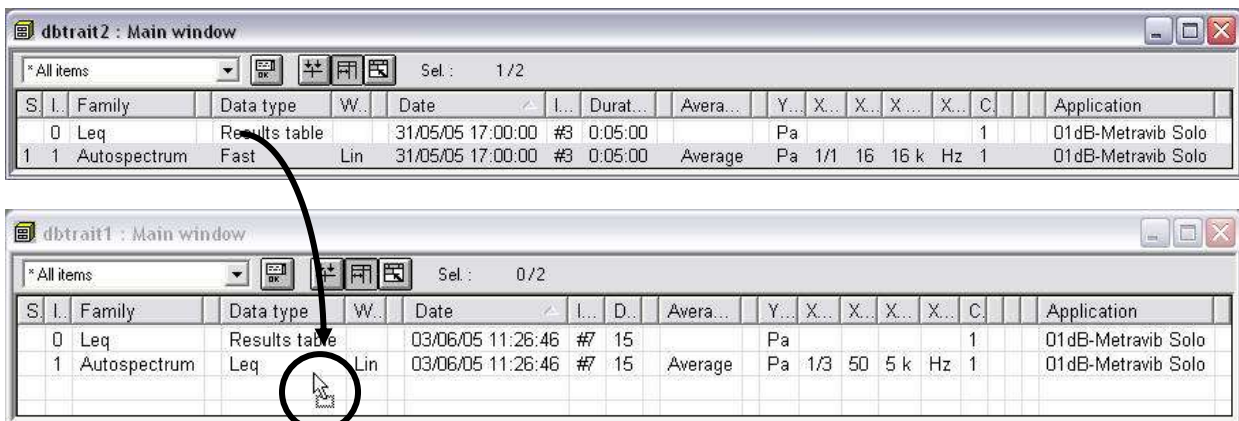 dbtrait2 : Main window
* All items Sel. : 1/2
S. I.. Family Data type W.. Date I... Durat... Avera... Y... X... X... X ... X... C. Application
0 Leq Results table 31/05/05 17:00:00 #3 0:05:00 Pa 1 01dB-Metravib Solo
1 1 Autospectrum Fast Lin 31/05/05 17:00:00 #3 0:05:00 Average Pa 1/1 16 16 k Hz 1 01dB-Metravib Solo
dbtrait1 : Main window
* All items Sel. : 0/2
S. I.. Family Data type W.. Date I... D... Avera... Y... X... X... X... X... C. Application
0 Leq Results table 03/06/05 11:26:46 #7 15 Pa 1 01dB-Metravib Solo
1 Autospectrum Leq Lin 03/06/05 11:26:46 #7 15 Average Pa 1/3 50 5 k Hz 1 01dB-Metravib Solo